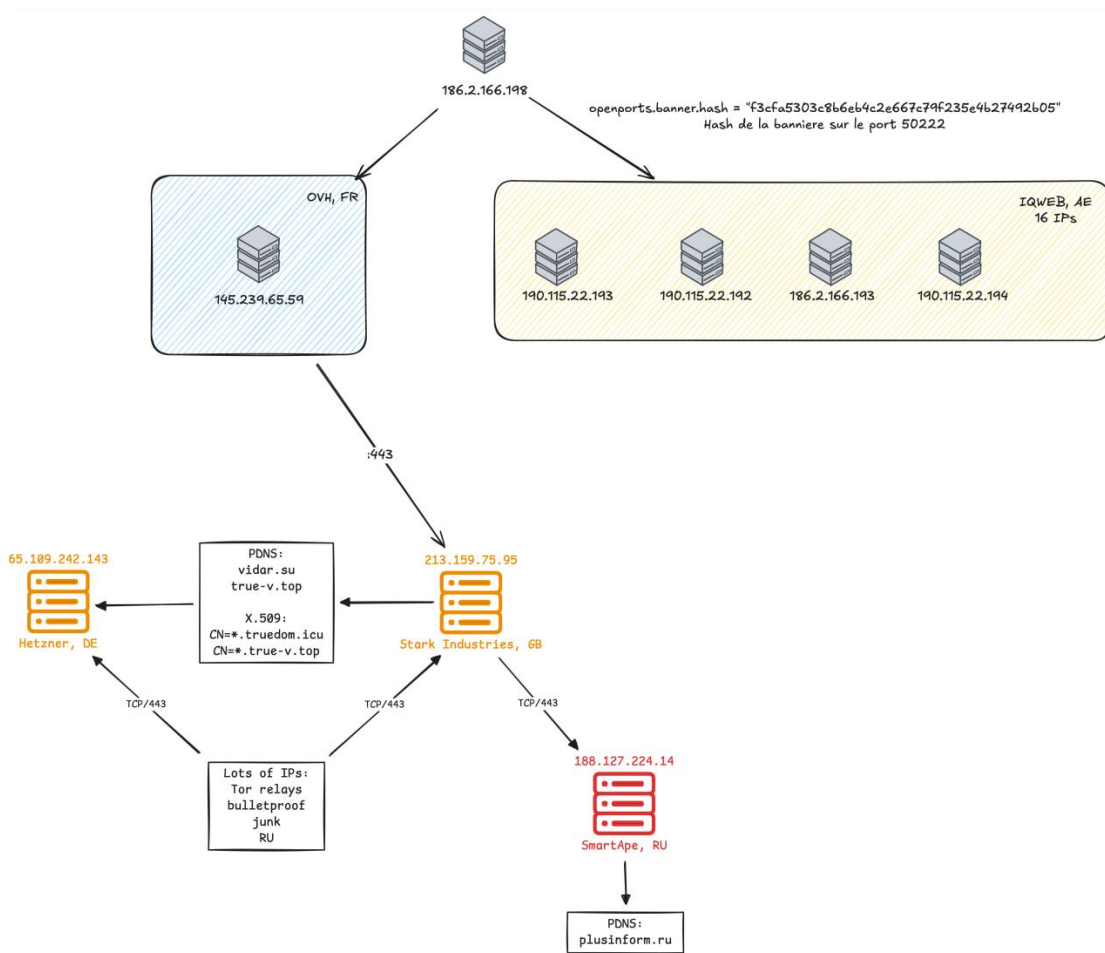 186.2.166.198
openports.banner.hash = "f3cfa5303c8b6eb4c2e667c79f235e4b27492b05"
Hash de la banniere sur le port 50222
OVH, FR
145.239.65.59
IQWEB, AE
16 IPs
190.115.22.193
190.115.22.192
186.2.166.193
190.115.22.194
:443
65.109.242.143
Hetzner, DE
PDNS:
vidar.su
true-v.top
X.509:
CN=*.truedom.icu
CN=*.true-v.top
213.159.75.95
Stark Industries, GB
TCP/443
TCP/443
TCP/443
Lots of IPs:
Tor relays
bulletproof
junk
RU
188.127.224.14
SmartApe, RU
PDNS:
plusinform.ru